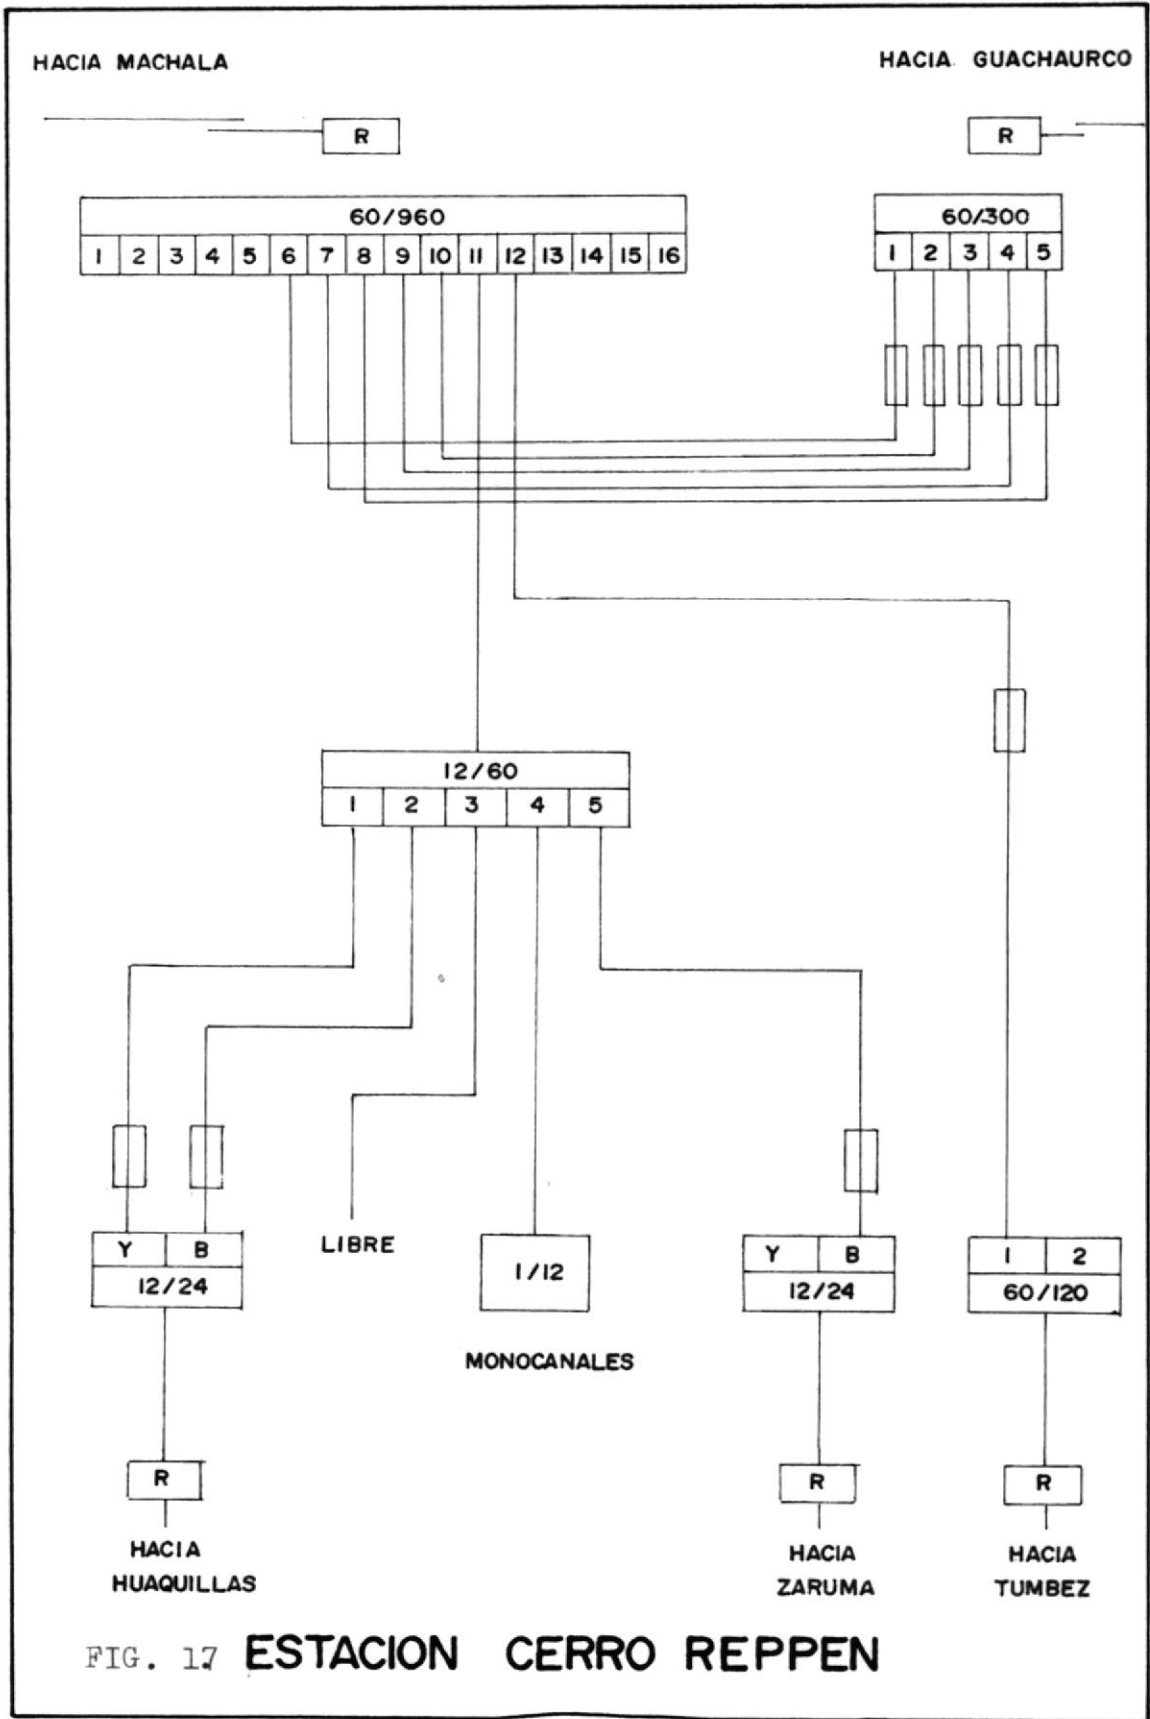 HACIA MACHALA
HACIA GUACHAURCO
R
R
60/960
1 2 3 4 5 6 7 8 9 10 11 12 13 14 15 16
60/300
1 2 3 4 5
12/60
1 2 3 4 5
Y B
12/24
LIBRE
1/12
MONOCANALES
Y B
12/24
1 2
60/120
R
HACIA
HUAQUILLAS
R
HACIA
ZARUMA
R
HACIA
TUMBEZ
FIG. 17 ESTACION CERRO REPPEN